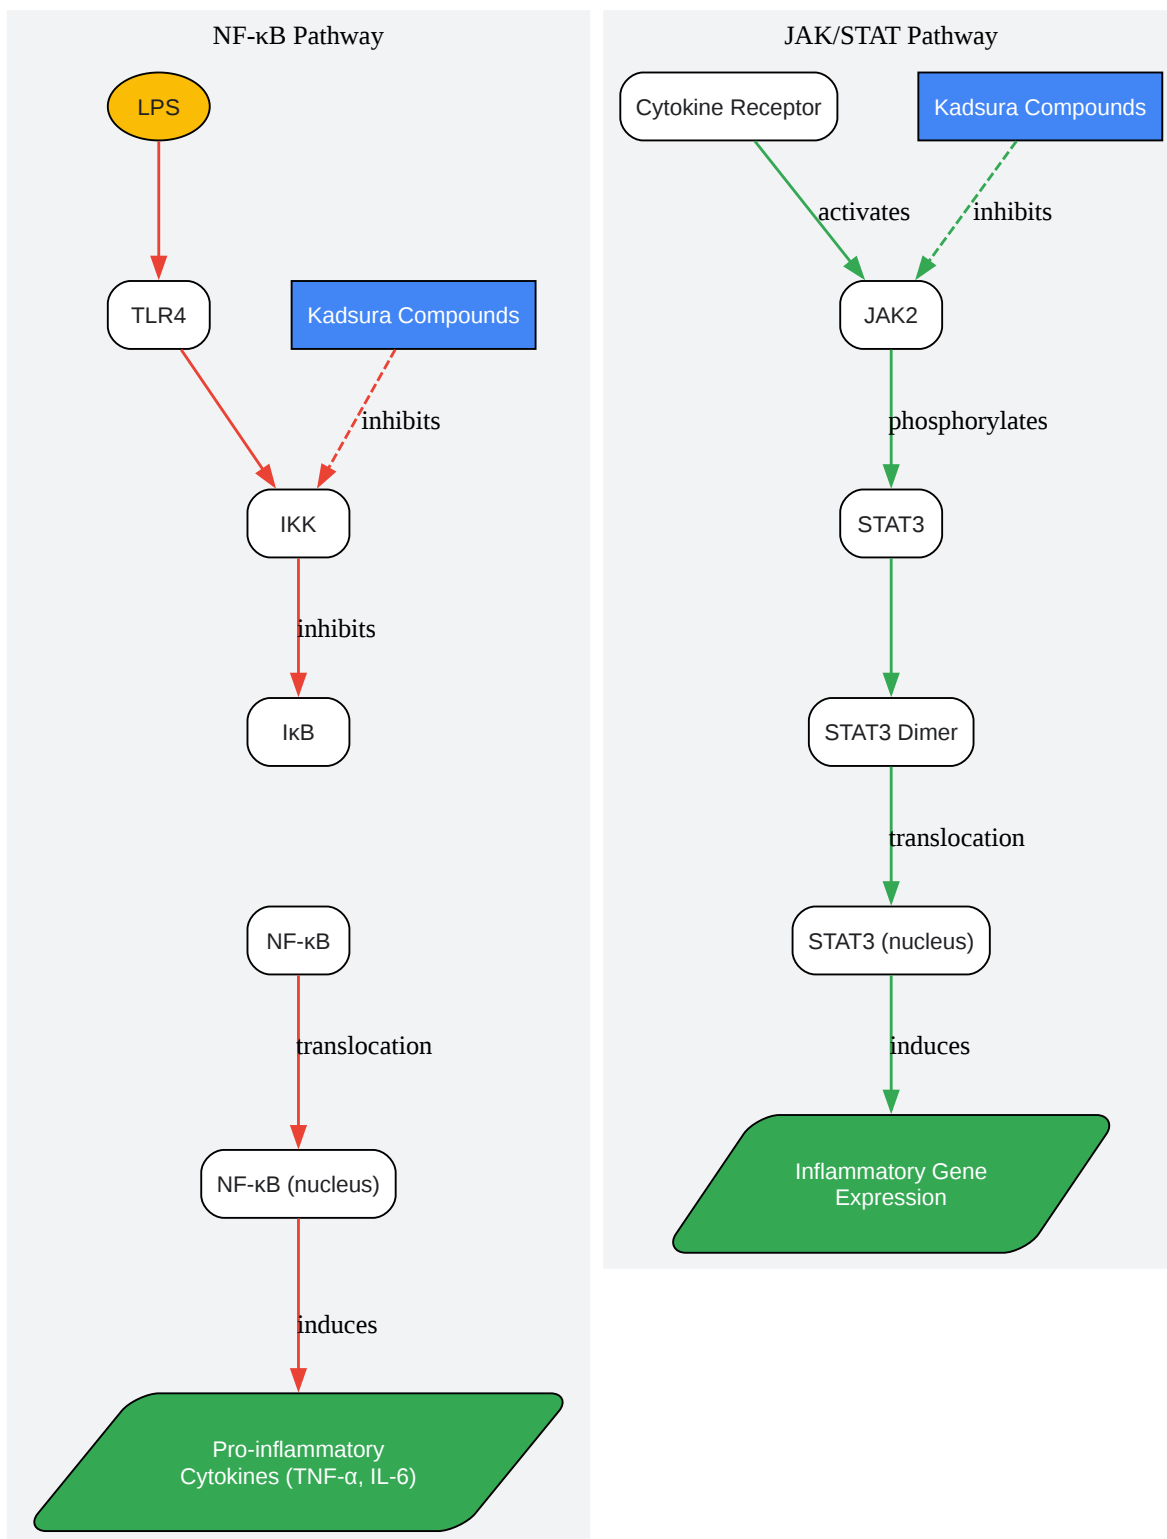 NF-κB Pathway
LPS
TLR4
Kadsura Compounds
inhibits
IKK
inhibits
IκB
NF-κB
translocation
NF-κB (nucleus)
induces
Pro-inflammatory
Cytokines (TNF-α, IL-6)
JAK/STAT Pathway
Cytokine Receptor
Kadsura Compounds
activates
inhibits
JAK2
phosphorylates
STAT3
STAT3 Dimer
translocation
STAT3 (nucleus)
induces
Inflammatory Gene
Expression